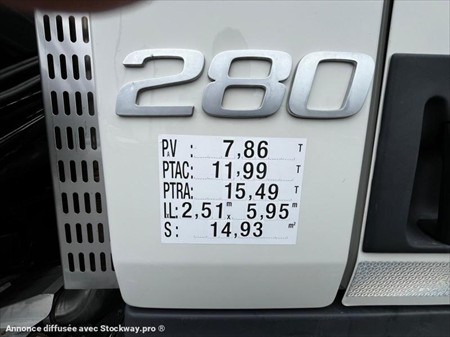 280
P.V : 7,86 T
PTAC: 11,99 T
PTRA: 15,49 T
I.L: 2,51 m x 5,95 m
S : 14,93 m²
Annonce diffusée avec Stockway.pro ®